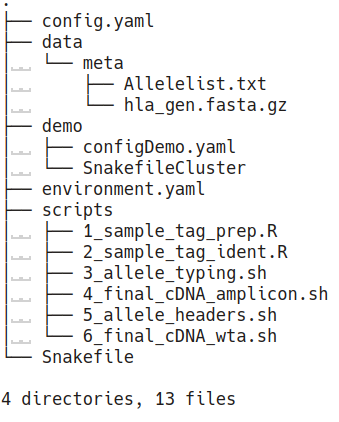 .
├── config.yaml
├── data
│   └── meta
│       ├── Allelelist.txt
│       └── hla_gen.fasta.gz
├── demo
│   ├── configDemo.yaml
│   └── SnakefileCluster
├── environment.yaml
├── scripts
│   ├── 1_sample_tag_prep.R
│   ├── 2_sample_tag_ident.R
│   ├── 3_allele_typing.sh
│   ├── 4_final_cDNA_amplicon.sh
│   ├── 5_allele_headers.sh
│   └── 6_final_cDNA_wta.sh
└── Snakefile

4 directories, 13 files